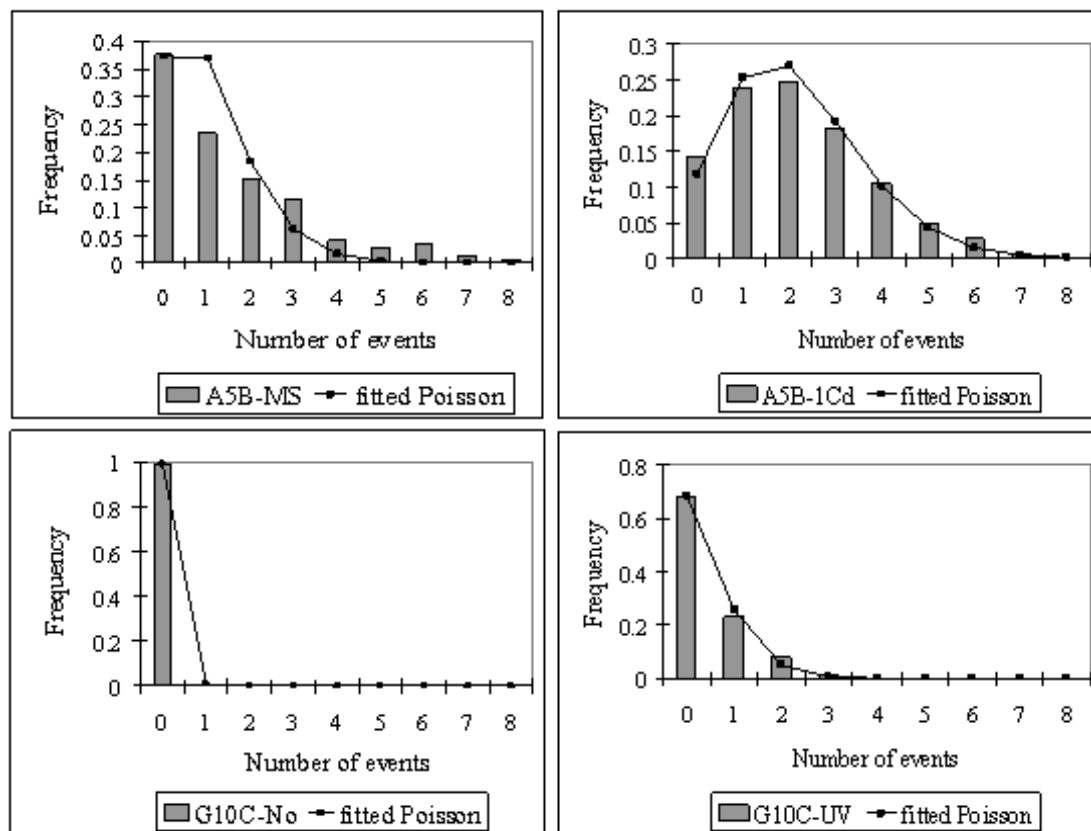 0.4
0.35
0.3
0.25
0.2
0.15
0.1
0.05
0
Frequency
0 1 2 3 4 5 6 7 8
Number of events
A5B-MS fitted Poisson
0.3
0.25
0.2
0.15
0.1
0.05
0
Frequency
0 1 2 3 4 5 6 7 8
Number of events
A5B-1Cd fitted Poisson
1
0.8
0.6
0.4
0.2
0
Frequency
0 1 2 3 4 5 6 7 8
Number of events
G10C-No fitted Poisson
0.8
0.6
0.4
0.2
0
Frequency
0 1 2 3 4 5 6 7 8
Number of events
G10C-UV fitted Poisson